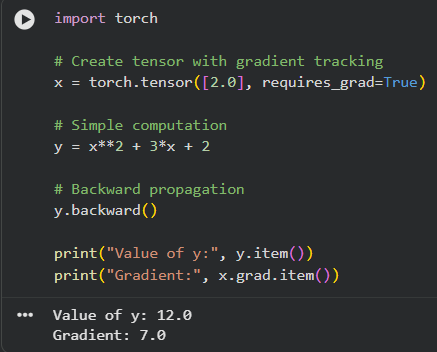 import torch
# Create tensor with gradient tracking
x = torch.tensor([2.0], requires_grad=True)
# Simple computation
y = x**2 + 3*x + 2
# Backward propagation
y.backward()
print("Value of y:", y.item())
print("Gradient:", x.grad.item())
Value of y: 12.0
Gradient: 7.0